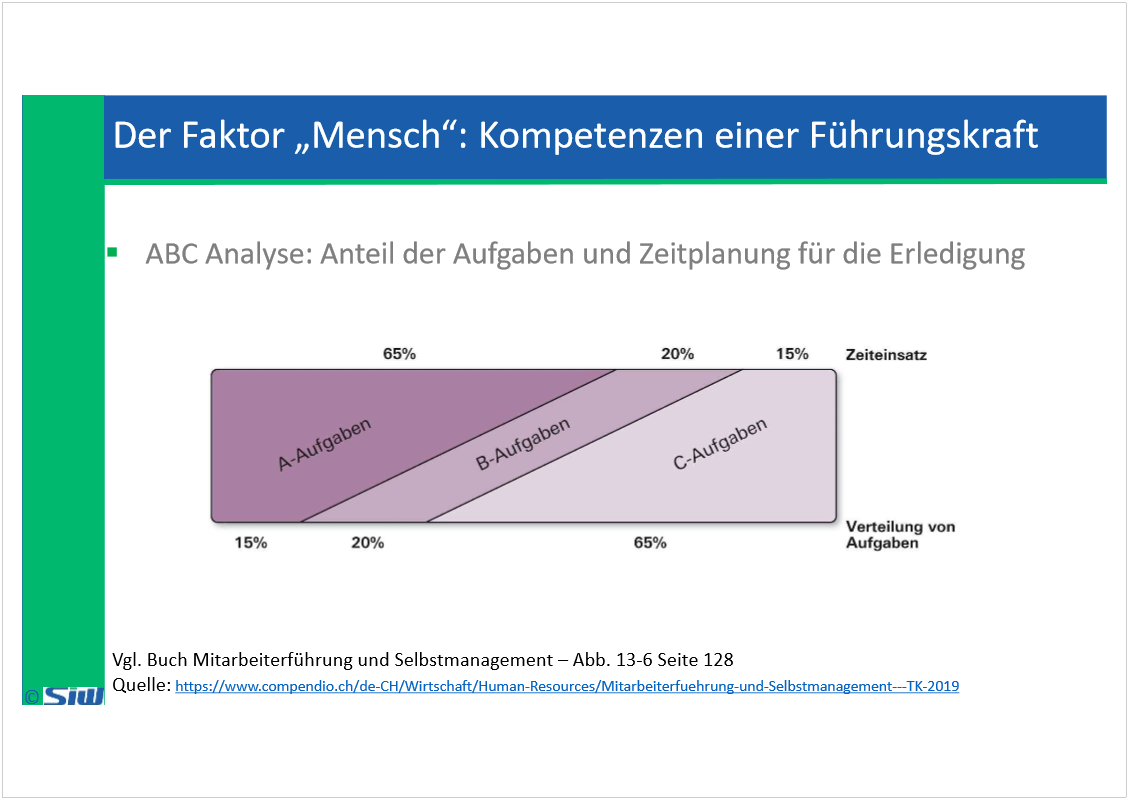 Der Faktor „Mensch“: Kompetenzen einer Führungskraft
ABC Analyse: Anteil der Aufgaben und Zeitplanung für die Erledigung
65% 20% 15% Zeiteinsatz
A-Aufgaben
B-Aufgaben
C-Aufgaben
15% 20% 65% Verteilung von
Aufgaben
Vgl. Buch Mitarbeiterführung und Selbstmanagement – Abb. 13-6 Seite 128
Quelle: https://www.compendio.ch/de-CH/Wirtschaft/Human-Resources/Mitarbeiterfuehrung-und-Selbstmanagement---TK-2019
© SIW